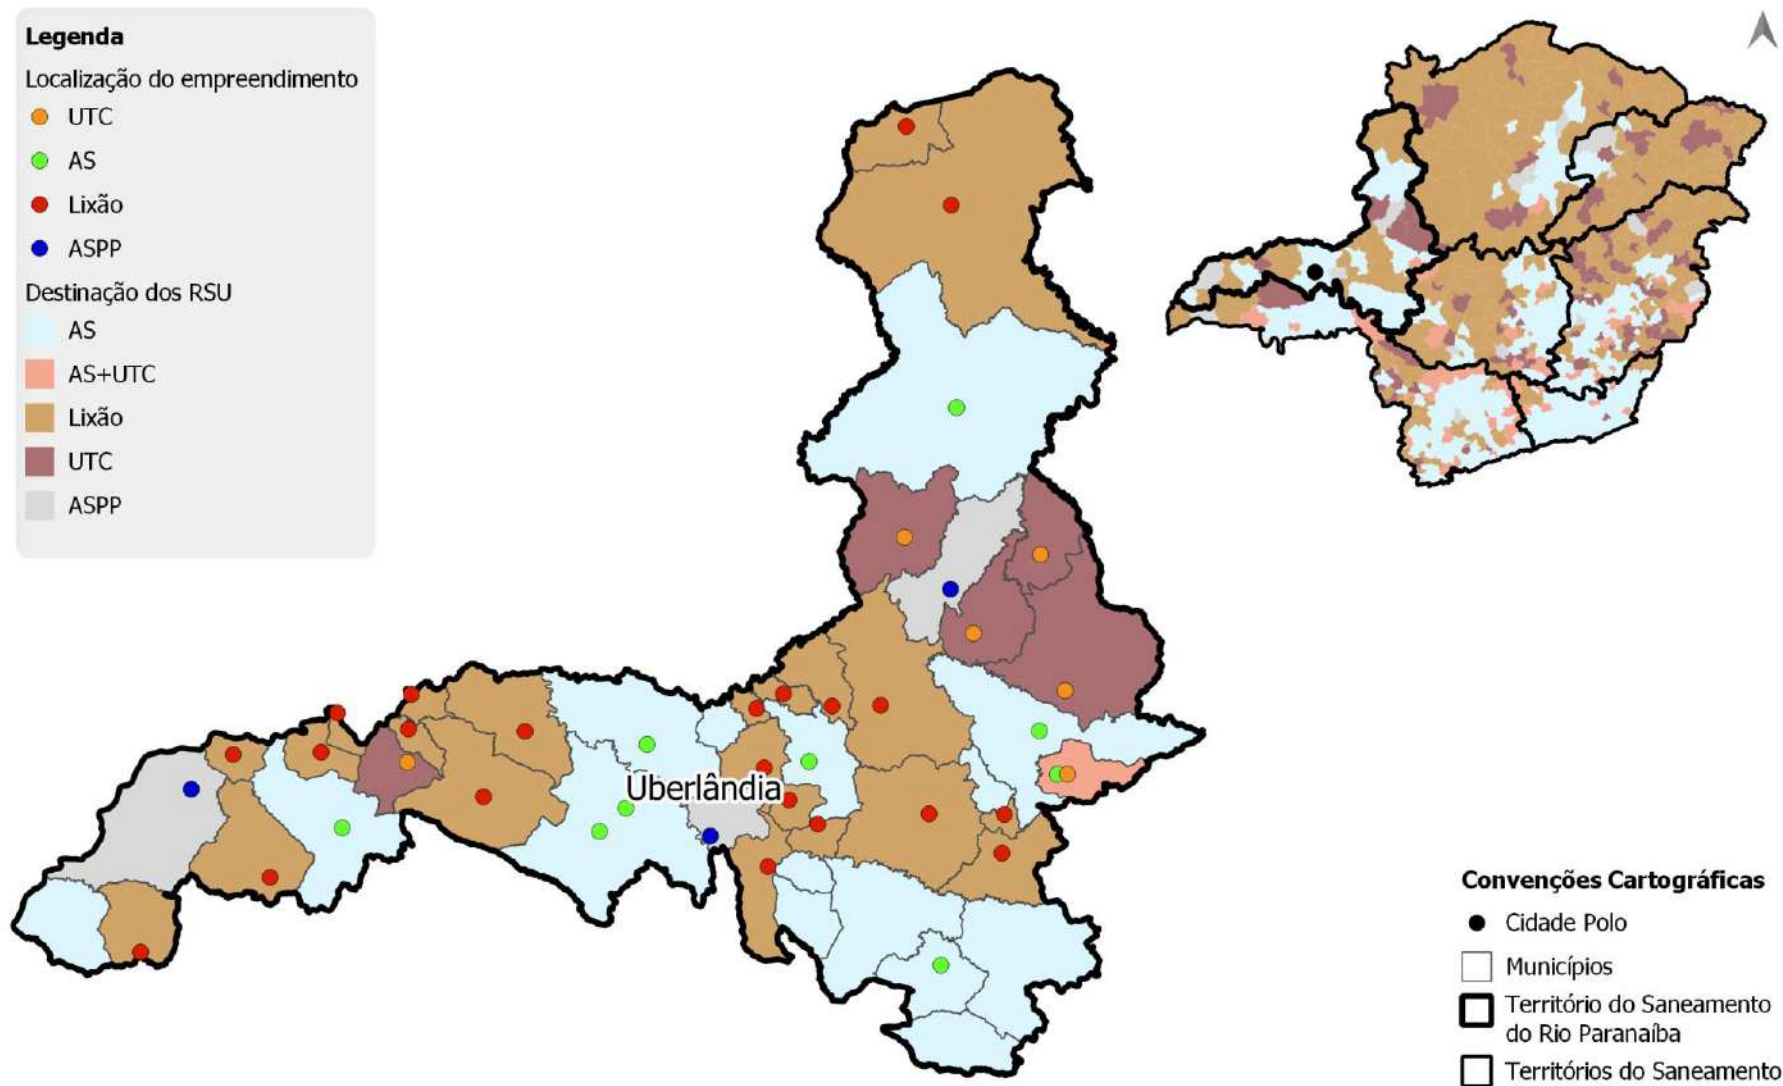 Legenda
Localização do empreendimento
UTC
AS
Lixão
ASPP
Destinação dos RSU
AS
AS+UTC
Lixão
UTC
ASPP
Uberlândia
Convenções Cartográficas
Cidade Polo
Municípios
Território do Saneamento
do Rio Paranaíba
Territórios do Saneamento